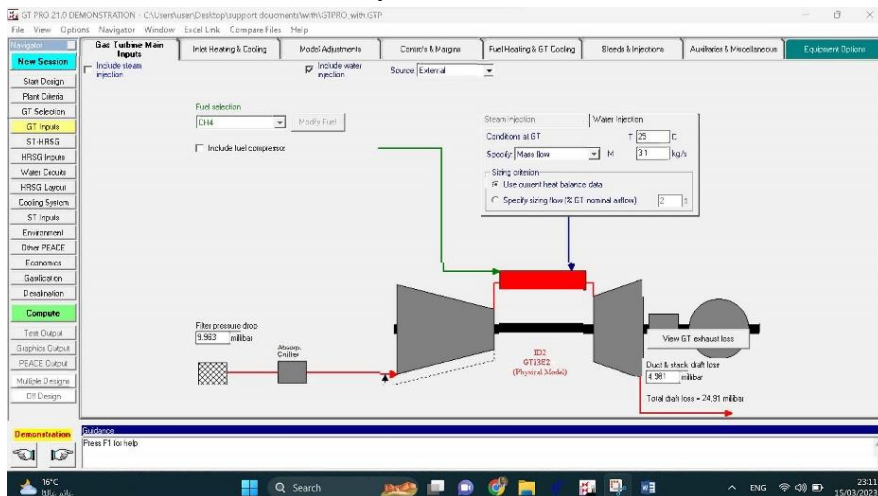 GT PRO 21.0 DEMONSTRATION - C:\Users\user\Desktop\support doucments\with\GTPRO_with.GTP
File View Options Navigator Window Excel Link Compare Files Help
Navigator
New Session
Start Design
Plant Criteria
GT Selection
GT Inputs
ST-HRSG
HRSG Inputs
Water Circuits
HRSG Layout
Cooling System
ST Inputs
Environment
Other PEACE
Economics
Gasification
Desalination
Compute
Text Output
Graphics Output
PEACE Output
Multiple Designs
Off Design
Demonstration
Gas Turbine Main Inputs
Inlet Heating & Cooling
Model Adjustments
Controls & Margins
Fuel Heating & GT Cooling
Bleeds & Injections
Auxiliaries & Miscellaneous
Equipment Options
Include steam injection
Include water injection
Source External
Fuel selection
CH4
Modify Fuel
Include fuel compressor
Steam Injection
Water Injection
Conditions at GT T 25 C
Specify: Mass flow M 3.1 kg/s
Sizing criterion
Use current heat balance data
Specify sizing flow (% GT nominal airflow) 2
Filter pressure drop
9.963 millibar
Absorp. Chiller
ID2
GT13E2
(Physical Model)
View GT exhaust loss
Duct & stack draft loss
4.981 millibar
Total draft loss = 24.91 millibar
Guidance
Press F1 for help
16°C
Search
ENG
23:11
15/03/2023